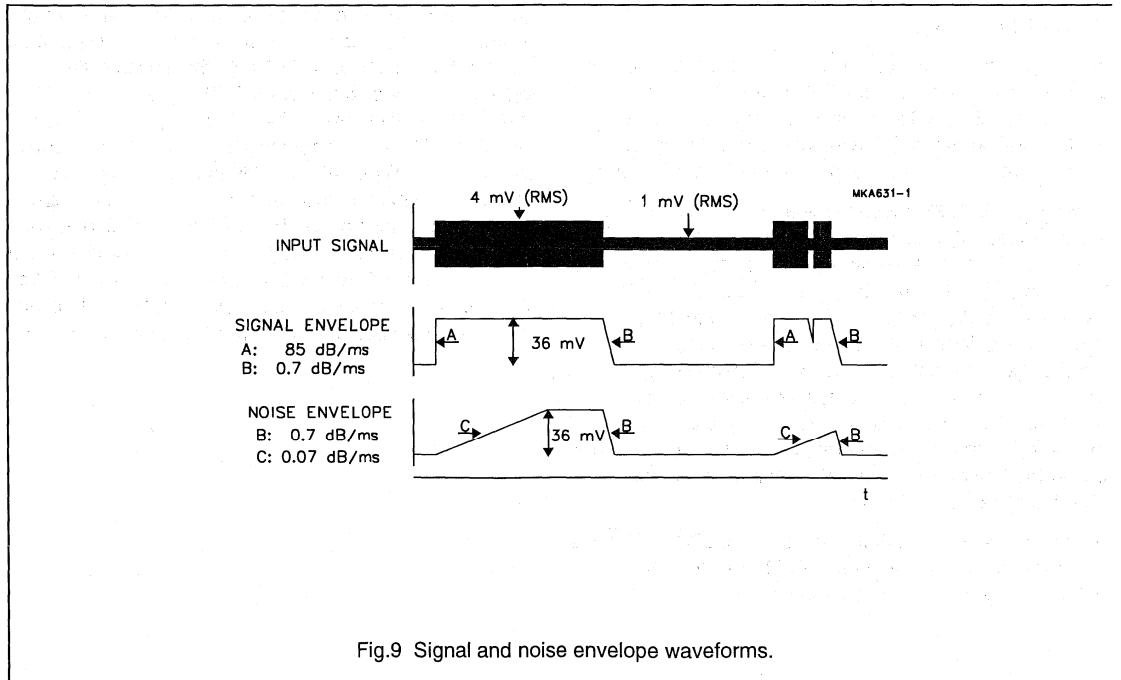 4 mV (RMS)
1 mV (RMS)
MKA631-1
INPUT SIGNAL
SIGNAL ENVELOPE
A: 85 dB/ms
B: 0.7 dB/ms
A
36 mV
B
A
B
NOISE ENVELOPE
B: 0.7 dB/ms
C: 0.07 dB/ms
C
36 mV
B
C
B
t
Fig.9 Signal and noise envelope waveforms.